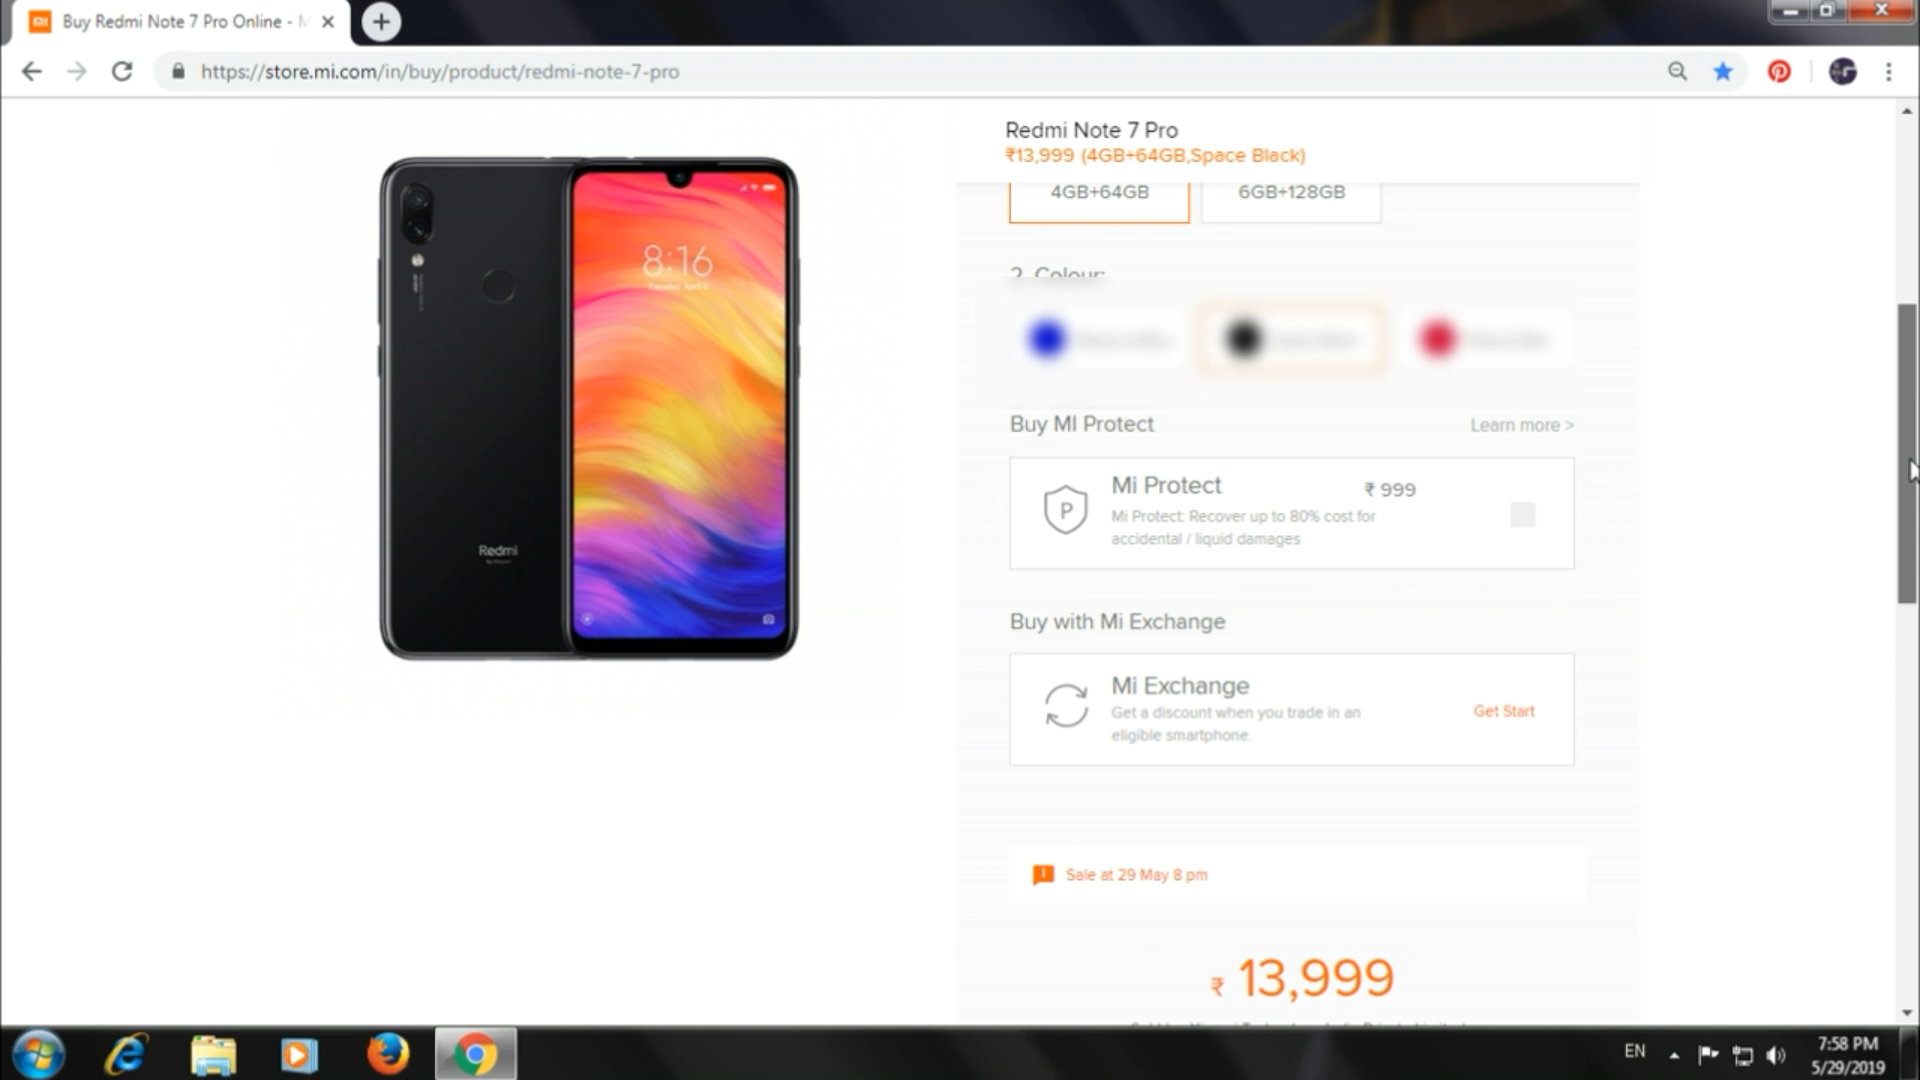 Buy Redmi Note 7 Pro Online - M
https://store.mi.com/in/buy/product/redmi-note-7-pro
Redmi Note 7 Pro
₹13,999 (4GB+64GB,Space Black)
4GB+64GB
6GB+128GB
2. Colour:
8:16
Redmi
Buy MI Protect
Learn more >
Mi Protect
₹ 999
Mi Protect: Recover up to 80% cost for
accidental / liquid damages
Buy with Mi Exchange
Mi Exchange
Get a discount when you trade in an
eligible smartphone.
Get Start
Sale at 29 May 8 pm
₹ 13,999
EN
7:58 PM
5/29/2019